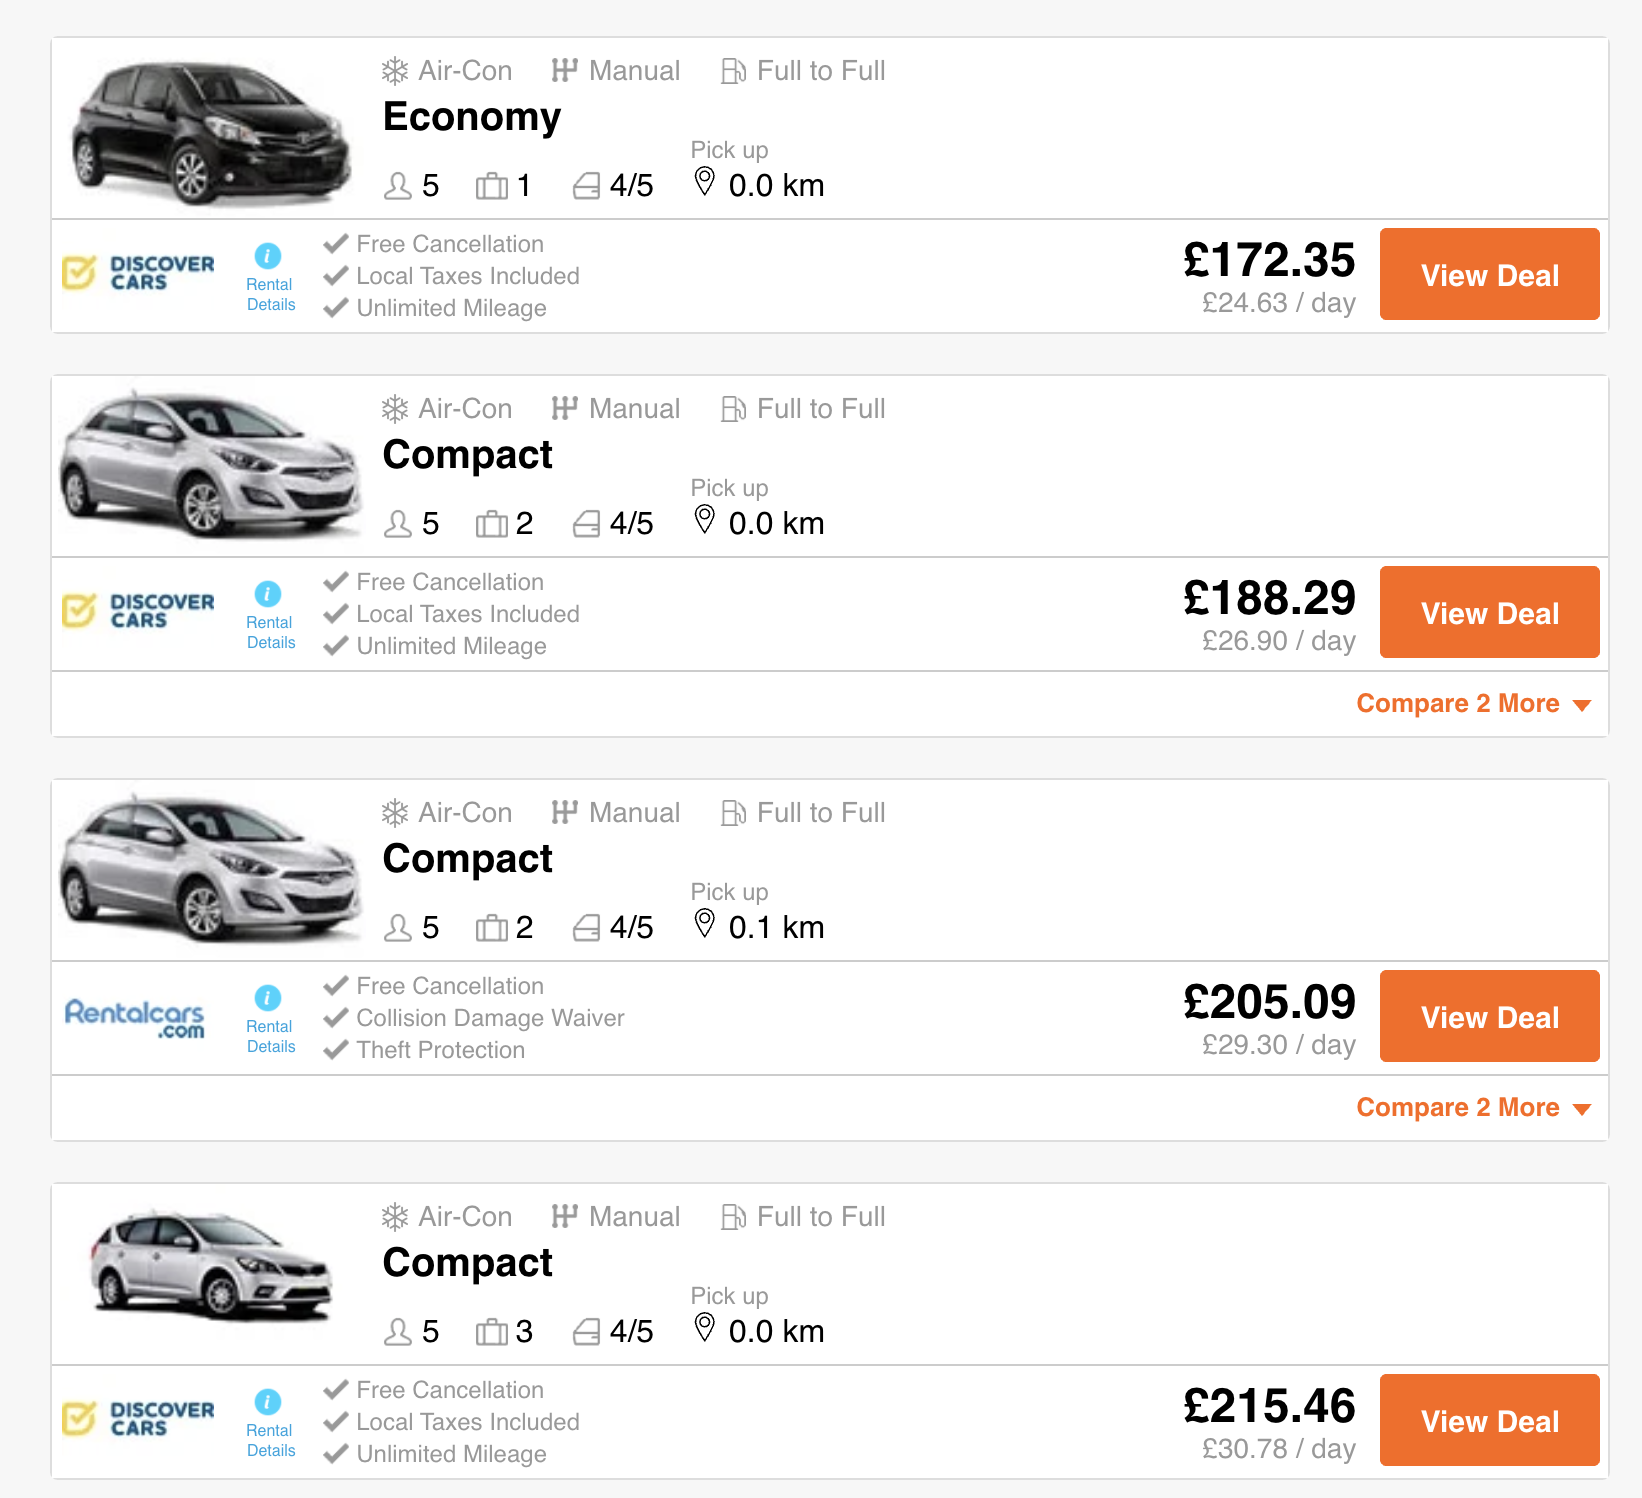 Air-Con Manual Full to Full
Economy
Pick up
5 1 4/5 0.0 km
DISCOVER CARS
i
Rental Details
Free Cancellation
Local Taxes Included
Unlimited Mileage
£172.35
£24.63 / day
View Deal
Air-Con Manual Full to Full
Compact
Pick up
5 2 4/5 0.0 km
DISCOVER CARS
i
Rental Details
Free Cancellation
Local Taxes Included
Unlimited Mileage
£188.29
£26.90 / day
View Deal
Compare 2 More
Air-Con Manual Full to Full
Compact
Pick up
5 2 4/5 0.1 km
Rentalcars.com
i
Rental Details
Free Cancellation
Collision Damage Waiver
Theft Protection
£205.09
£29.30 / day
View Deal
Compare 2 More
Air-Con Manual Full to Full
Compact
Pick up
5 3 4/5 0.0 km
DISCOVER CARS
i
Rental Details
Free Cancellation
Local Taxes Included
Unlimited Mileage
£215.46
£30.78 / day
View Deal